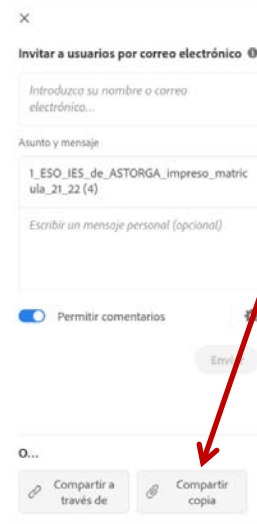 Invitar a usuarios por correo electrónico
Introduzca su nombre o correo
electrónico...
Asunto y mensaje
1_ESO_IES_de_ASTORGA_impreso_matric
ula_21_22 (4)
Escribir un mensaje personal (opcional)
Permitir comentarios
Enviar
O...
Compartir a
través de
Compartir
copia